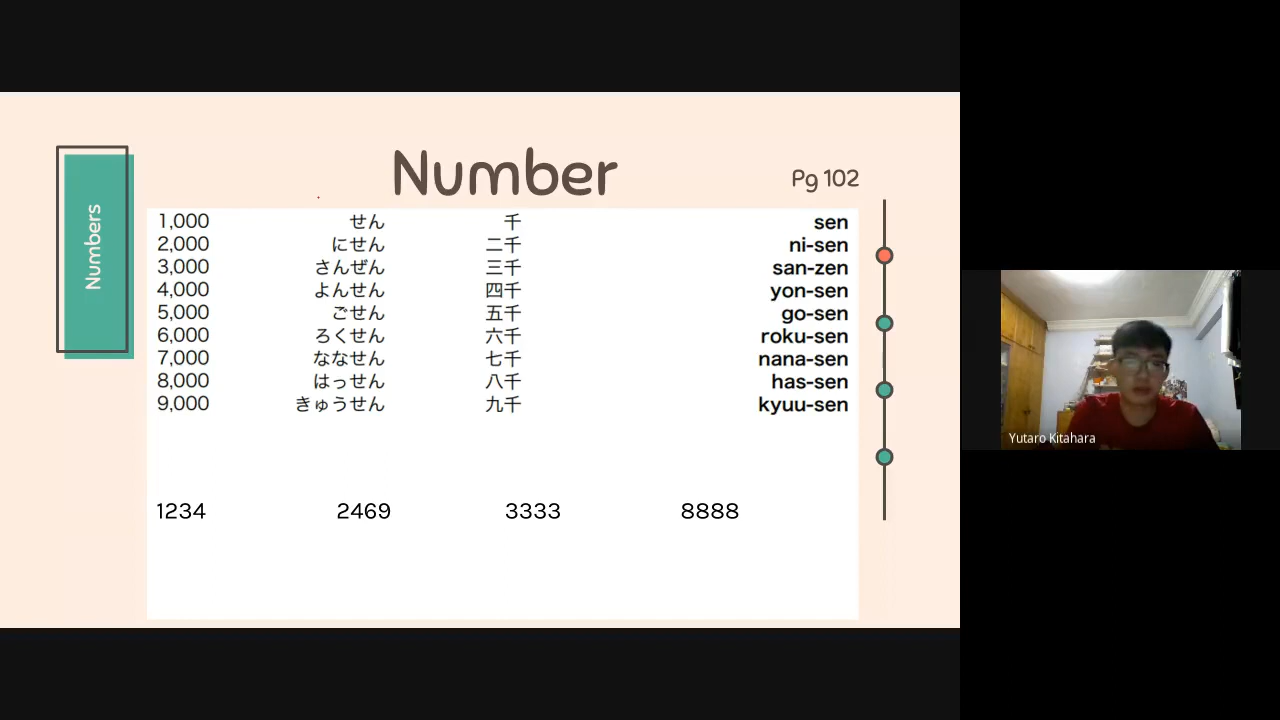 Number
Pg 102
Numbers
1,000 せん 千 sen
2,000 にせん 二千 ni-sen
3,000 さんぜん 三千 san-zen
4,000 よんせん 四千 yon-sen
5,000 ごせん 五千 go-sen
6,000 ろくせん 六千 roku-sen
7,000 ななせん 七千 nana-sen
8,000 はっせん 八千 has-sen
9,000 きゅうせん 九千 kyuu-sen
1234 2469 3333 8888
Yutaro Kitahara